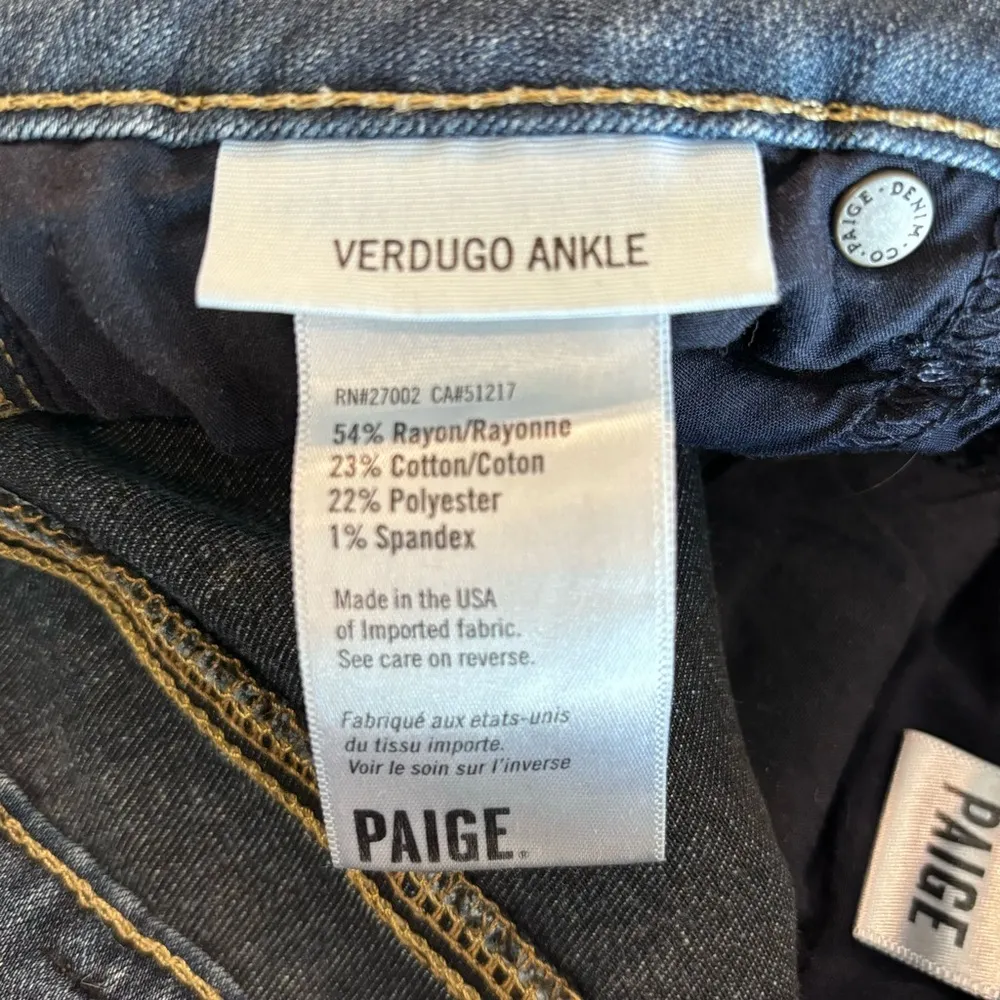 VERDUGO ANKLE
PAIGE • DENIM • CO •
RN#27002 CA#51217
54% Rayon/Rayonne
23% Cotton/Coton
22% Polyester
1% Spandex
Made in the USA
of Imported fabric.
See care on reverse.
Fabriqué aux etats-unis
du tissu importe.
Voir le soin sur l'inverse
PAIGE®
PAIGE